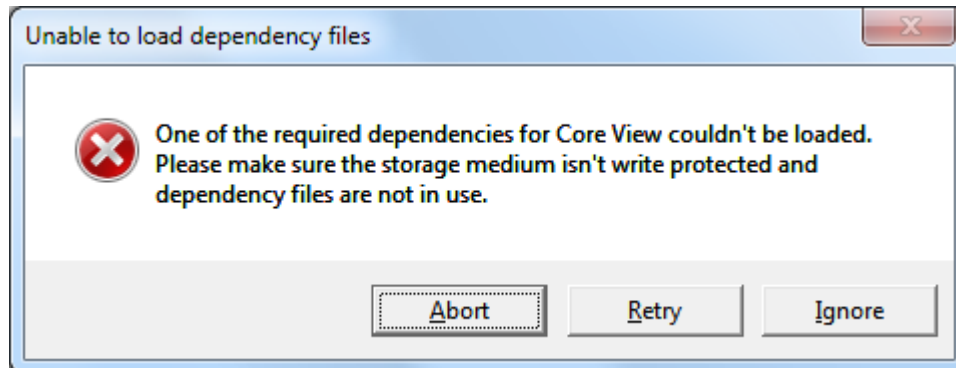 Unable to load dependency files
One of the required dependencies for Core View couldn't be loaded.
Please make sure the storage medium isn't write protected and
dependency files are not in use.
Abort
Retry
Ignore